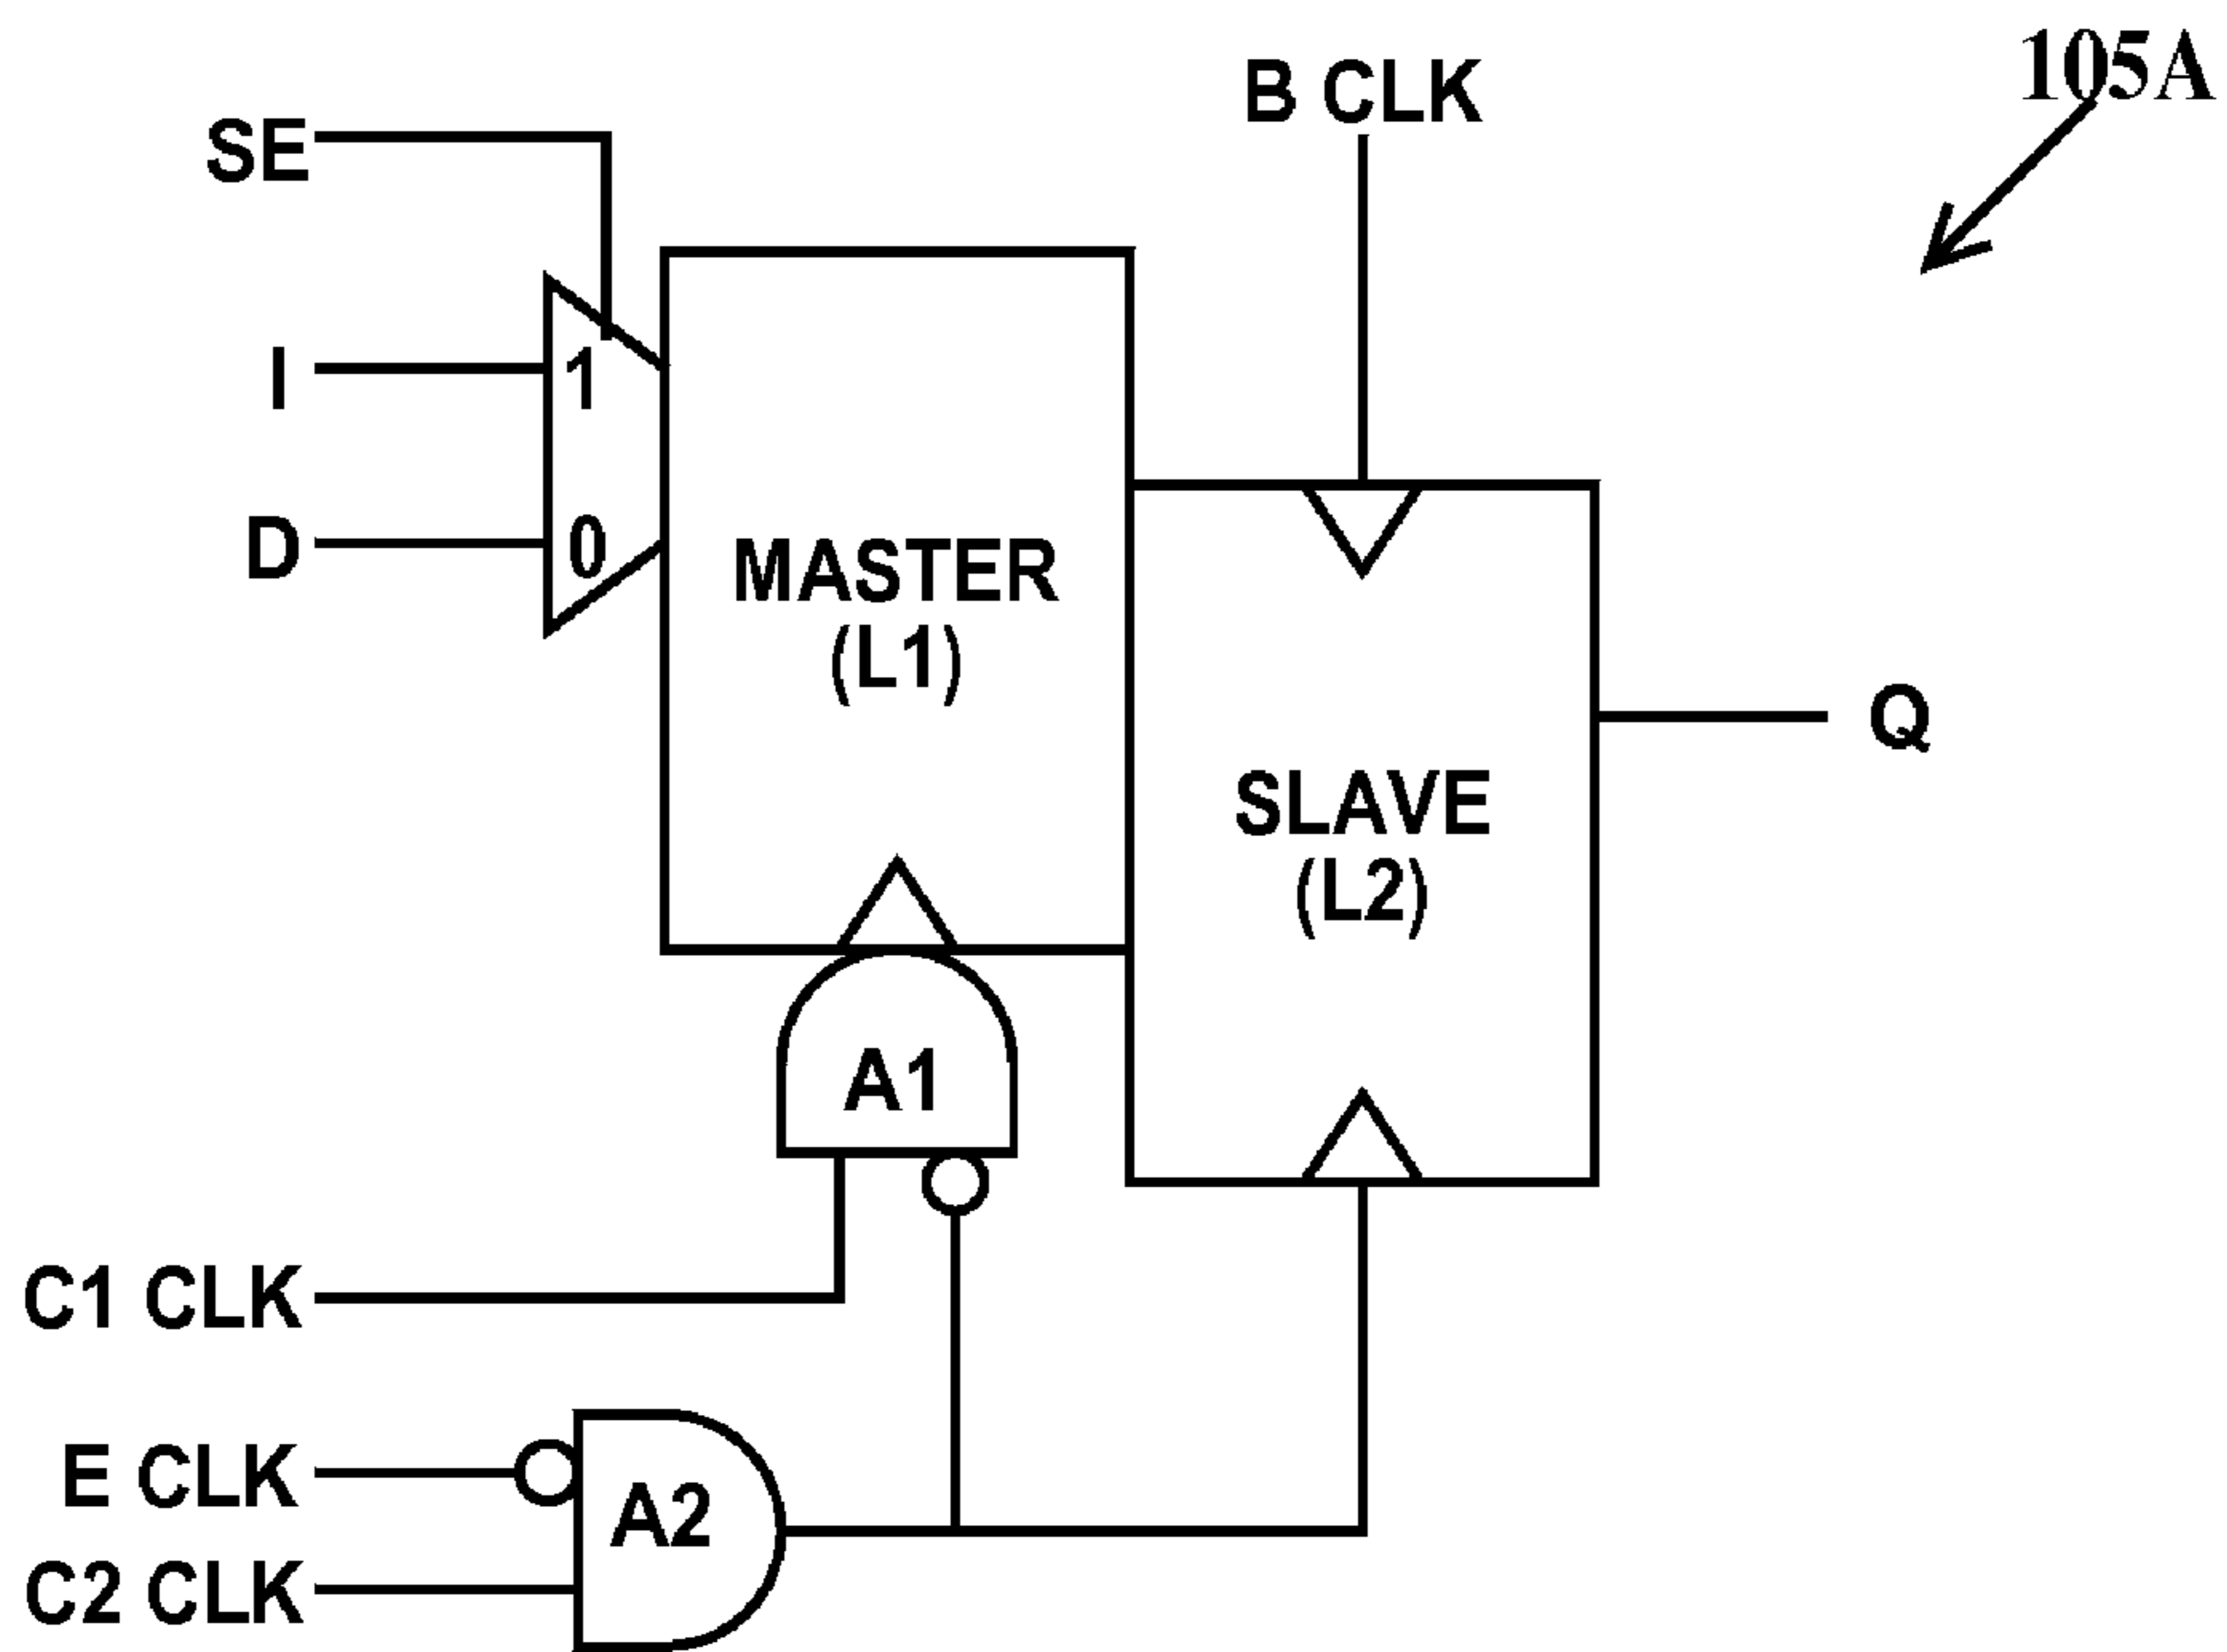 105A
B CLK
SE
I
1
D
0
MASTER
(L1)
Q
SLAVE
(L2)
A1
C1 CLK
E CLK
A2
C2 CLK